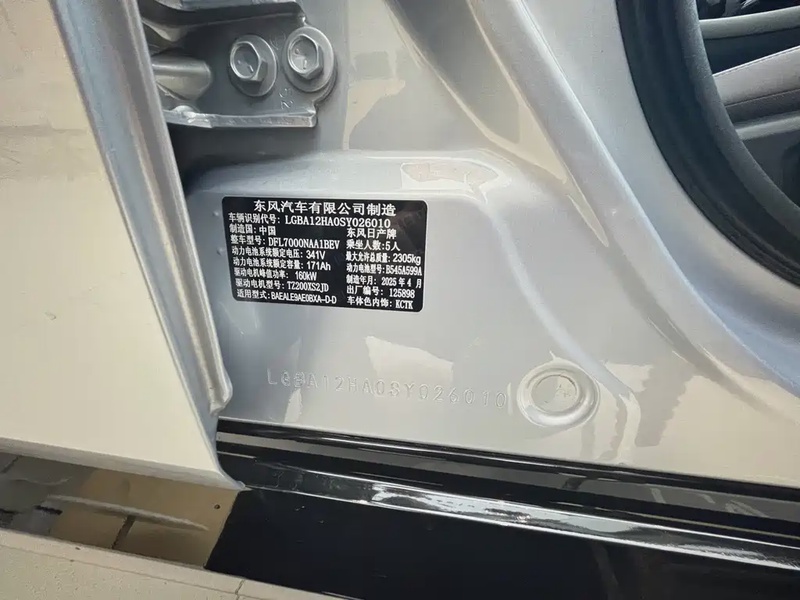 东风汽车有限公司制造
车辆识别代号: LGBA12HA0SY026010
制造国: 中国 东风日产牌
整车型号: DFL7000NAA1BEV 乘坐人数: 5人
动力电池系统额定电压: 341V 最大允许总质量: 2305kg
动力电池系统额定容量: 171Ah 动力电池型号: B545A599A
驱动电机峰值功率: 160kW 制造年月: 2025 年 4 月
驱动电机型号: TZ200XS2JD 出厂编号: 125898
适用型号: BAEALE9AE0BXA-D-D 车体色内饰: KCTK
LGBA12HA0SY026010